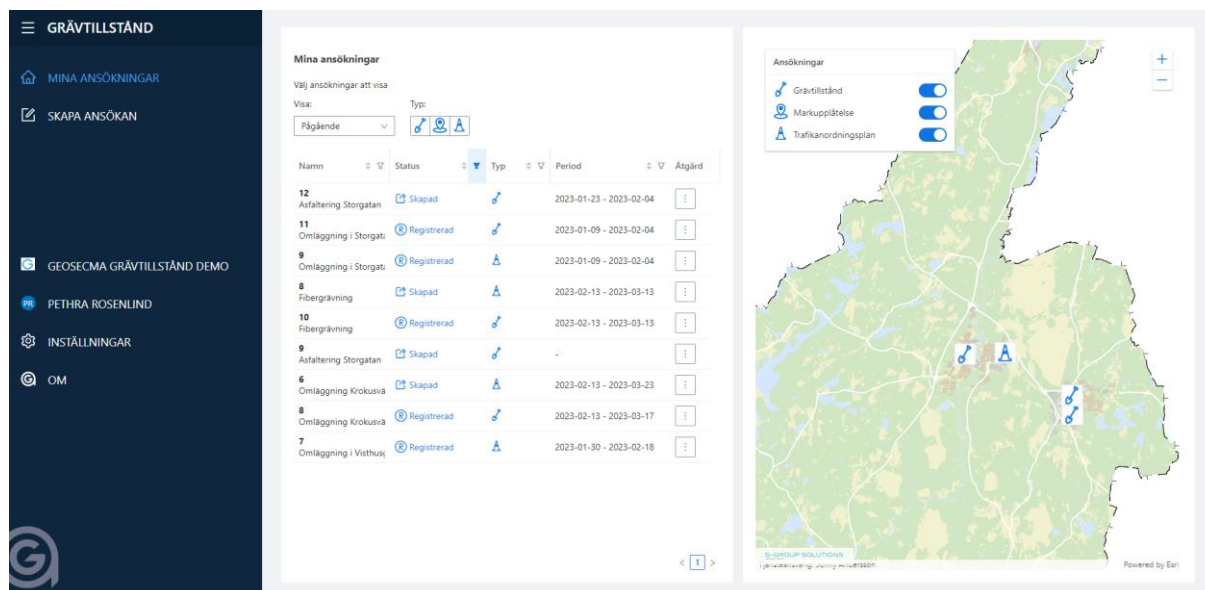 GRÄVTILLSTÅND
MINA ANSÖKNINGAR
SKAPA ANSÖKAN
GEOSECMA GRÄVTILLSTÅND DEMO
PR PETHRA ROSENLIND
INSTÄLLNINGAR
OM
Mina ansökningar
Välj ansökningar att visa
Visa: Typ:
Pågående
Namn Status Typ Period Åtgärd
12
Asfaltering Storgatan Skapad 2023-01-23 - 2023-02-04
11
Omläggning i Storgat Registrerad 2023-01-09 - 2023-02-04
9
Omläggning i Storgat Registrerad 2023-01-09 - 2023-02-04
8
Fibergrävning Skapad 2023-02-13 - 2023-03-13
10
Fibergrävning Registrerad 2023-02-13 - 2023-03-13
9
Asfaltering Storgatan Skapad -
6
Omläggning Krokusvä Skapad 2023-02-13 - 2023-03-23
8
Omläggning Krokusvä Registrerad 2023-02-13 - 2023-03-17
7
Omläggning i Visthus Registrerad 2023-01-30 - 2023-02-18
< 1 >
Ansökningar
Grävtillstånd
Markupplåtelse
Trafikanordningsplan
+
−
S-GROUP SOLUTIONS
Powered by Esri